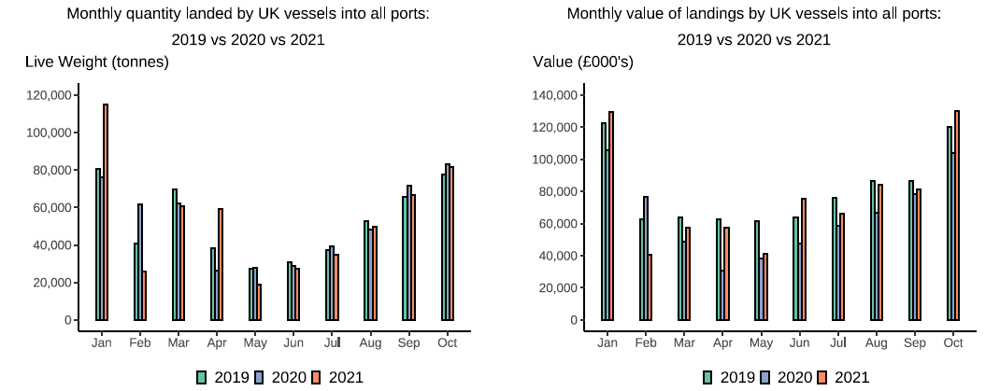 Monthly quantity landed by UK vessels into all ports:
2019 vs 2020 vs 2021
Live Weight (tonnes)
120,000
100,000
80,000
60,000
40,000
20,000
0
Jan Feb Mar Apr May Jun Jul Aug Sep Oct
2019 2020 2021
Monthly value of landings by UK vessels into all ports:
2019 vs 2020 vs 2021
Value (£000's)
140,000
120,000
100,000
80,000
60,000
40,000
20,000
0
Jan Feb Mar Apr May Jun Jul Aug Sep Oct
2019 2020 2021